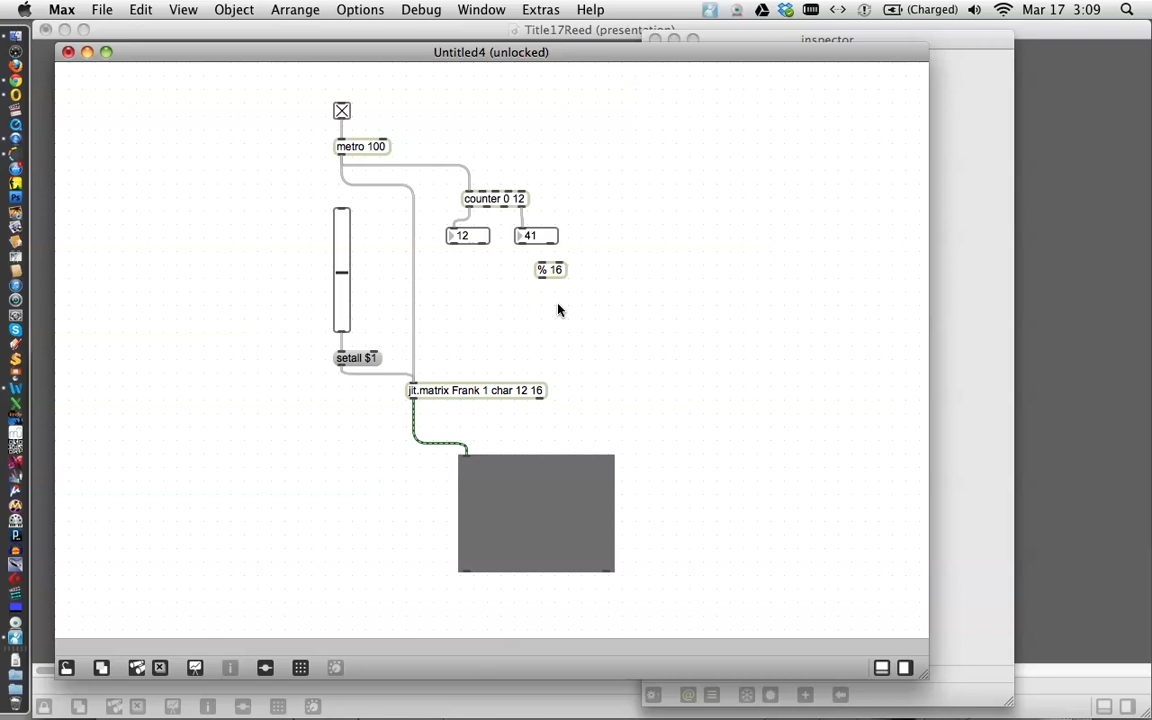 Max File Edit View Object Arrange Options Debug Window Extras Help (Charged) Mar 17 3:09
Title17Reed (presentation)
inspector
Untitled4 (unlocked)
metro 100
counter 0 12
12
41
% 16
setall $1
jit.matrix Frank 1 char 12 16